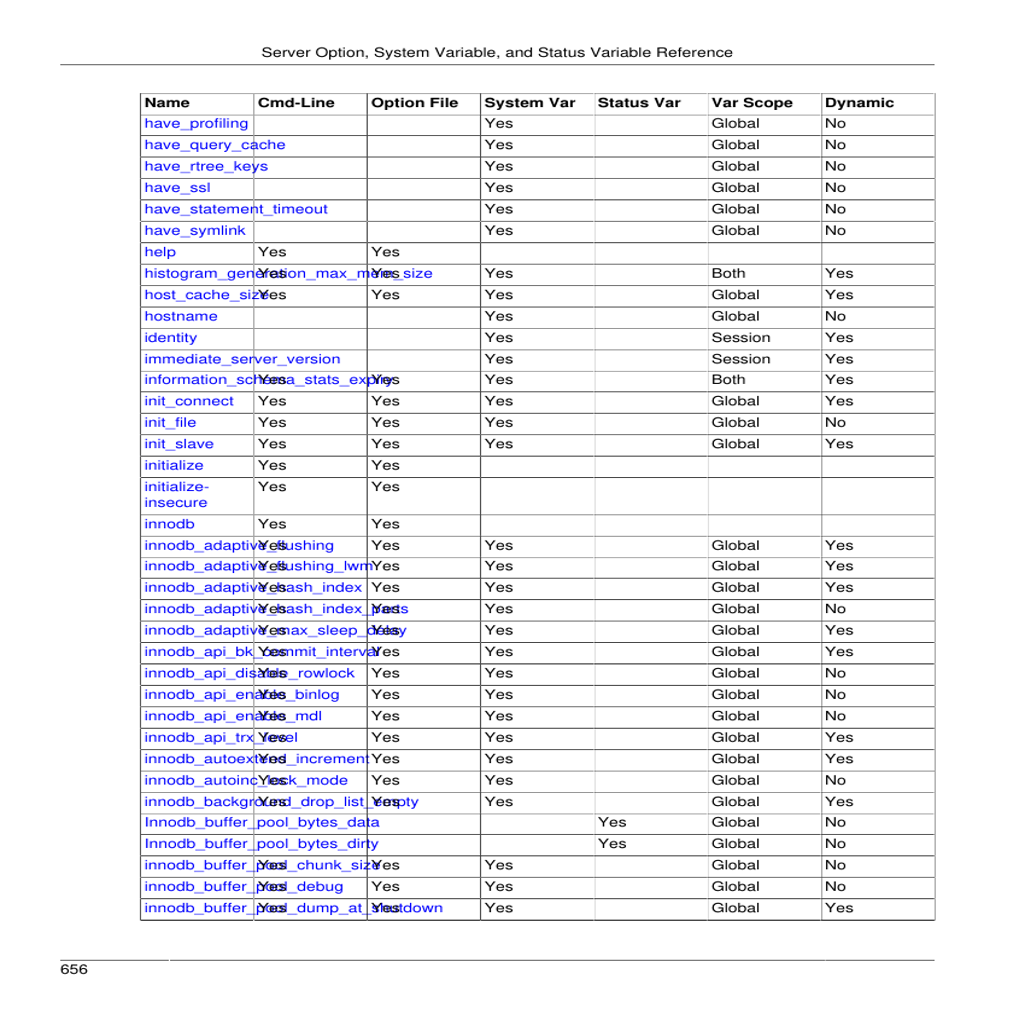 Server Option, System Variable, and Status Variable Reference
Name Cmd-Line Option File System Var Status Var Var Scope Dynamic
have_profiling Yes Global No
have_query_cache Yes Global No
have_rtree_keys Yes Global No
have_ssl Yes Global No
have_statement_timeout Yes Global No
have_symlink Yes Global No
help Yes Yes
histogram_generation_max_mem_size Yes Yes Yes Both Yes
host_cache_size Yes Yes Yes Global Yes
hostname Yes Global No
identity Yes Session Yes
immediate_server_version Yes Session Yes
information_schema_stats_expiry Yes Yes Yes Both Yes
init_connect Yes Yes Yes Global Yes
init_file Yes Yes Yes Global No
init_slave Yes Yes Yes Global Yes
initialize Yes Yes
initialize- Yes Yes
insecure
innodb Yes Yes
innodb_adaptive_flushing Yes Yes Yes Global Yes
innodb_adaptive_flushing_lwm Yes Yes Yes Global Yes
innodb_adaptive_hash_index Yes Yes Yes Global Yes
innodb_adaptive_hash_index_parts Yes Yes Yes Global No
innodb_adaptive_max_sleep_delay Yes Yes Yes Global Yes
innodb_api_bk_commit_interval Yes Yes Yes Global Yes
innodb_api_disable_rowlock Yes Yes Yes Global No
innodb_api_enable_binlog Yes Yes Yes Global No
innodb_api_enable_mdl Yes Yes Yes Global No
innodb_api_trx_level Yes Yes Yes Global Yes
innodb_autoextend_increment Yes Yes Yes Global Yes
innodb_autoinc_lock_mode Yes Yes Yes Global No
innodb_background_drop_list_empty Yes Yes Yes Global Yes
Innodb_buffer_pool_bytes_data Yes Global No
Innodb_buffer_pool_bytes_dirty Yes Global No
innodb_buffer_pool_chunk_size Yes Yes Yes Global No
innodb_buffer_pool_debug Yes Yes Yes Global No
innodb_buffer_pool_dump_at_shutdown Yes Yes Yes Global Yes
656